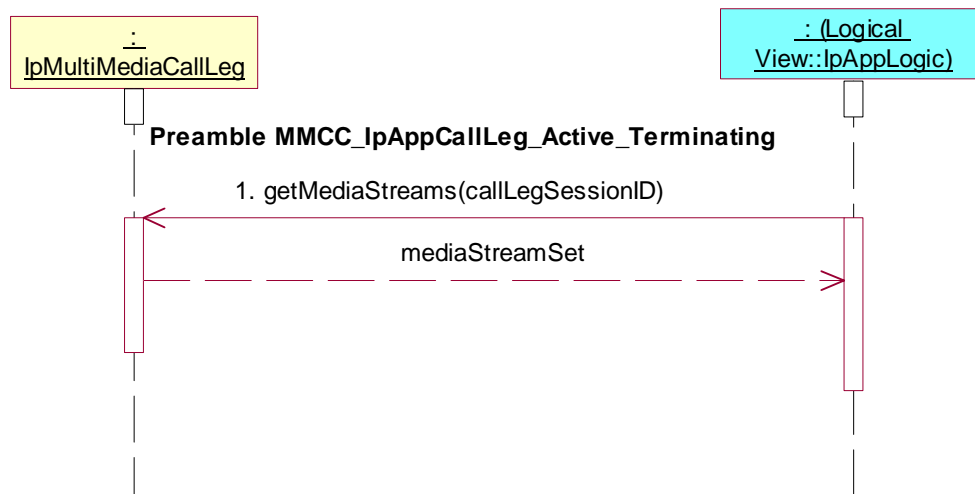 :
IpMultiMediaCallLeg
: (Logical
View::IpAppLogic)
Preamble MMCC_IpAppCallLeg_Active_Terminating
1. getMediaStreams(callLegSessionID)
mediaStreamSet